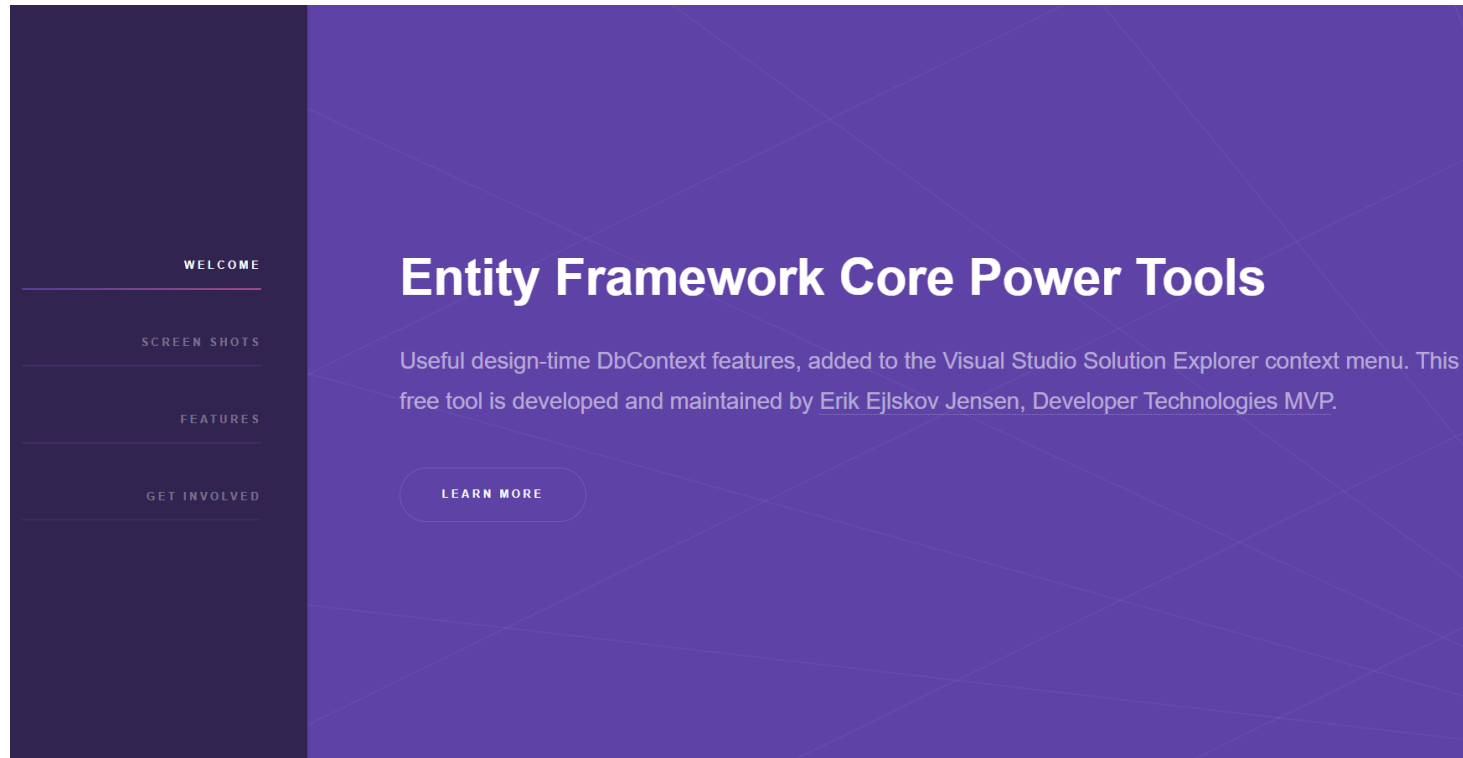 WELCOME
SCREEN SHOTS
FEATURES
GET INVOLVED
Entity Framework Core Power Tools
Useful design-time DbContext features, added to the Visual Studio Solution Explorer context menu. This
free tool is developed and maintained by Erik Ejlskov Jensen, Developer Technologies MVP.
LEARN MORE